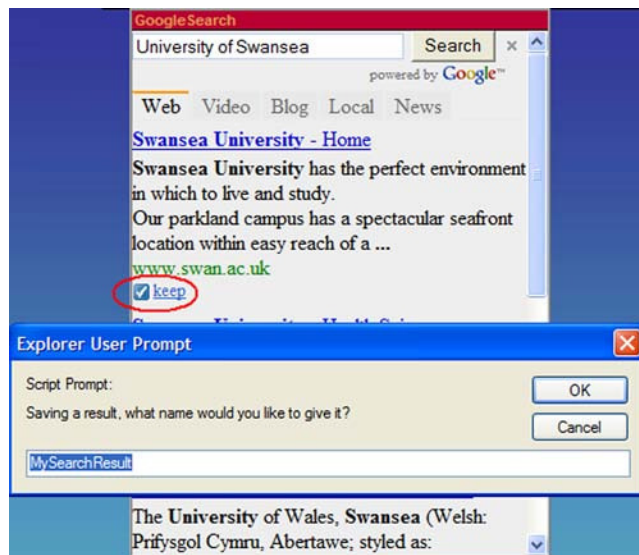 GoogleSearch
University of Swansea Search ×
powered by Google™
Web Video Blog Local News
Swansea University - Home
Swansea University has the perfect environment
in which to live and study.
Our parkland campus has a spectacular seafront
location within easy reach of a ...
www.swan.ac.uk
keep
Explorer User Prompt
Script Prompt:
OK
Saving a result, what name would you like to give it?
Cancel
MySearchResult
The University of Wales, Swansea (Welsh:
Prifysgol Cymru, Abertawe; styled as: